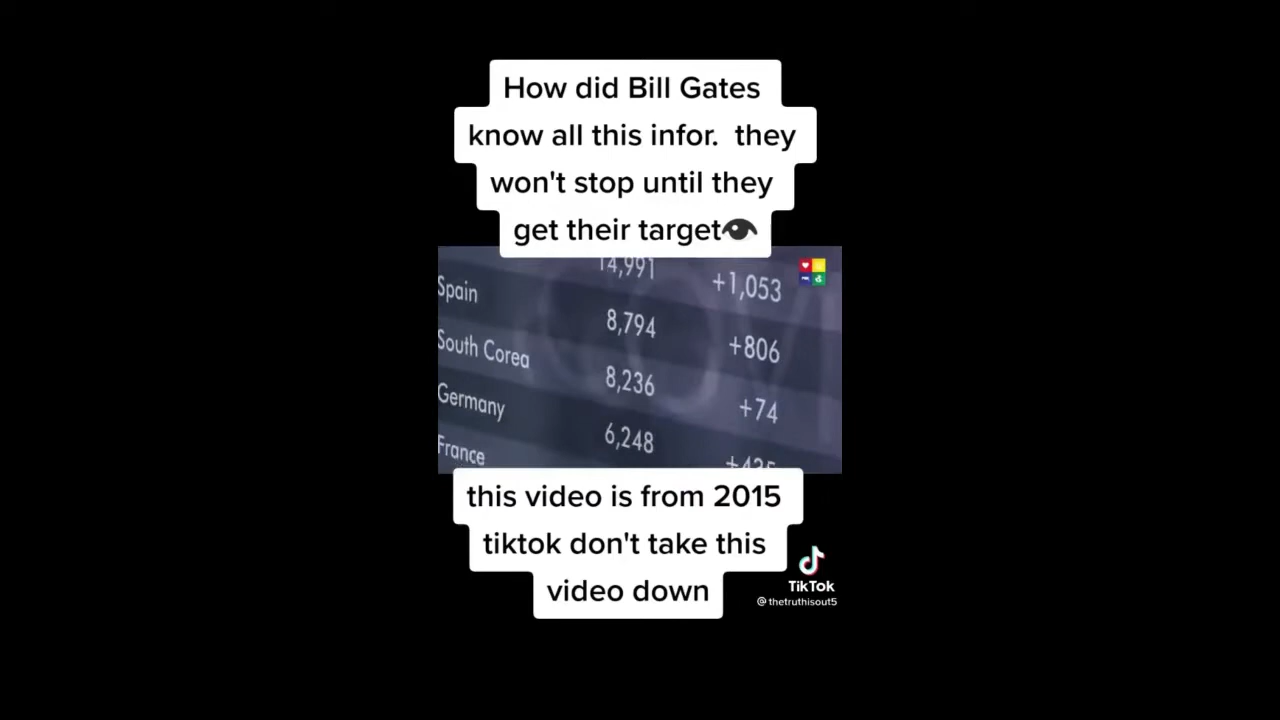 How did Bill Gates
know all this infor. they
won't stop until they
get their target👁
14,991 +1,053
Spain 8,794 +806
South Corea 8,236 +74
Germany 6,248
France
this video is from 2015
tiktok don't take this
video down
TikTok
@thetruthisout5